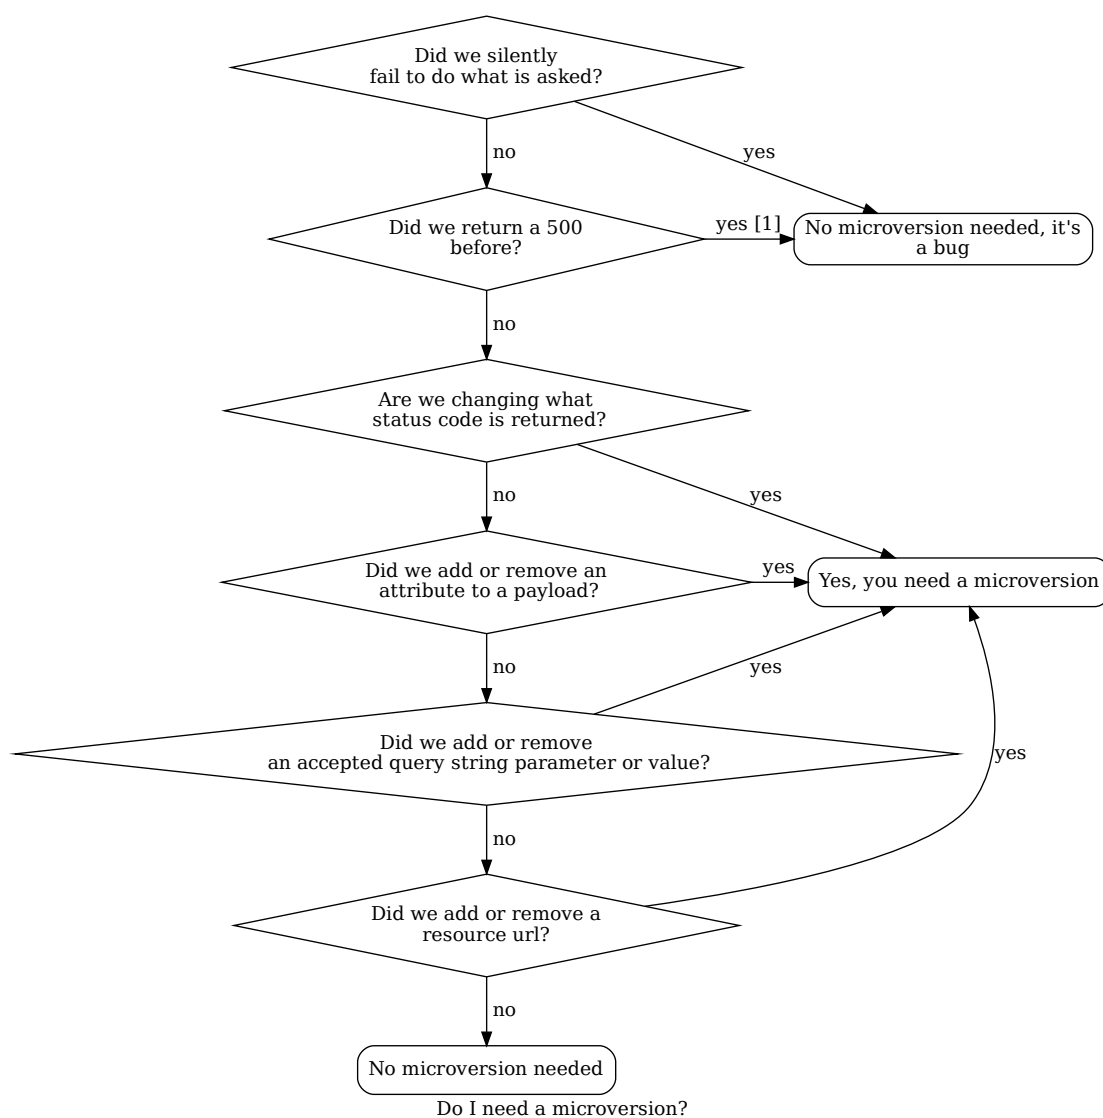 Did we silently
fail to do what is asked?
no
yes
Did we return a 500
before?
yes [1]
No microversion needed, it's
a bug
no
Are we changing what
status code is returned?
no
yes
Did we add or remove an
attribute to a payload?
yes
Yes, you need a microversion
no
yes
Did we add or remove
an accepted query string parameter or value?
yes
no
Did we add or remove a
resource url?
no
No microversion needed
Do I need a microversion?